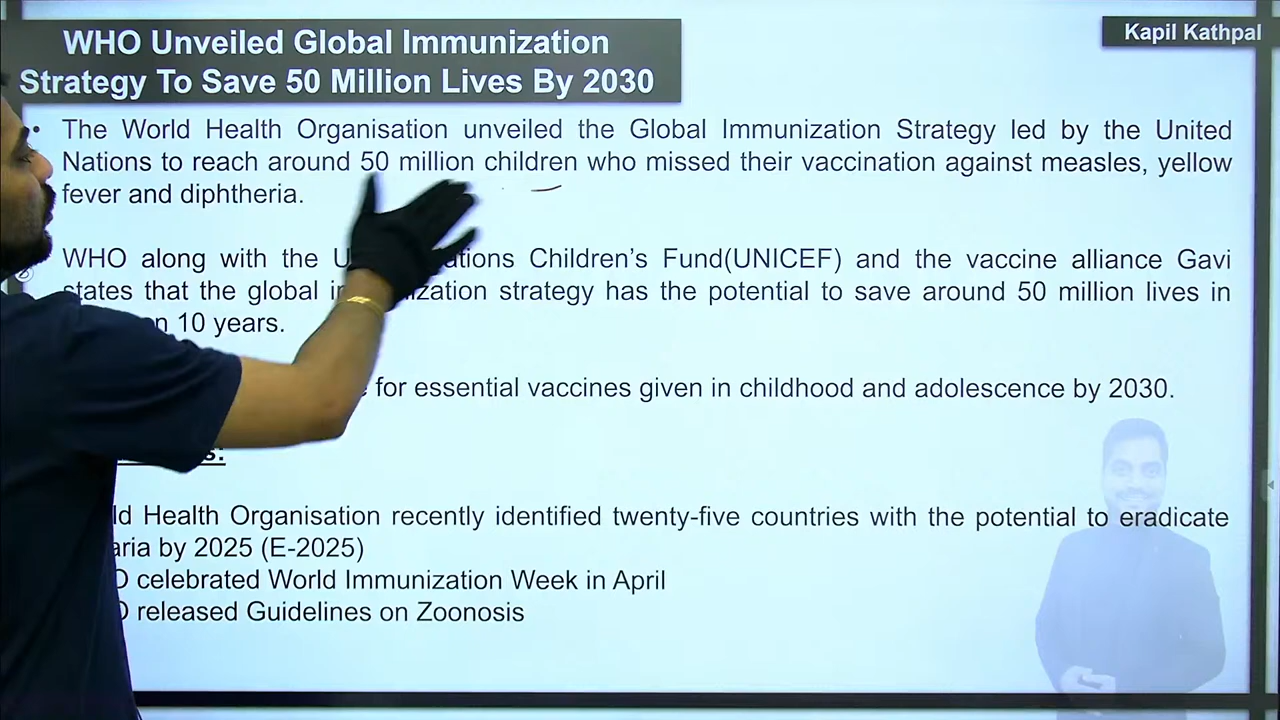 WHO Unveiled Global Immunization
Strategy To Save 50 Million Lives By 2030
Kapil Kathpal
• The World Health Organisation unveiled the Global Immunization Strategy led by the United
Nations to reach around 50 million children who missed their vaccination against measles, yellow
fever and diphtheria.
WHO along with the Children's Fund(UNICEF) and the vaccine alliance Gavi
states that the global strategy has the potential to save around 50 million lives in
10 years.
for essential vaccines given in childhood and adolescence by 2030.
Health Organisation recently identified twenty-five countries with the potential to eradicate
by 2025 (E-2025)
celebrated World Immunization Week in April
released Guidelines on Zoonosis